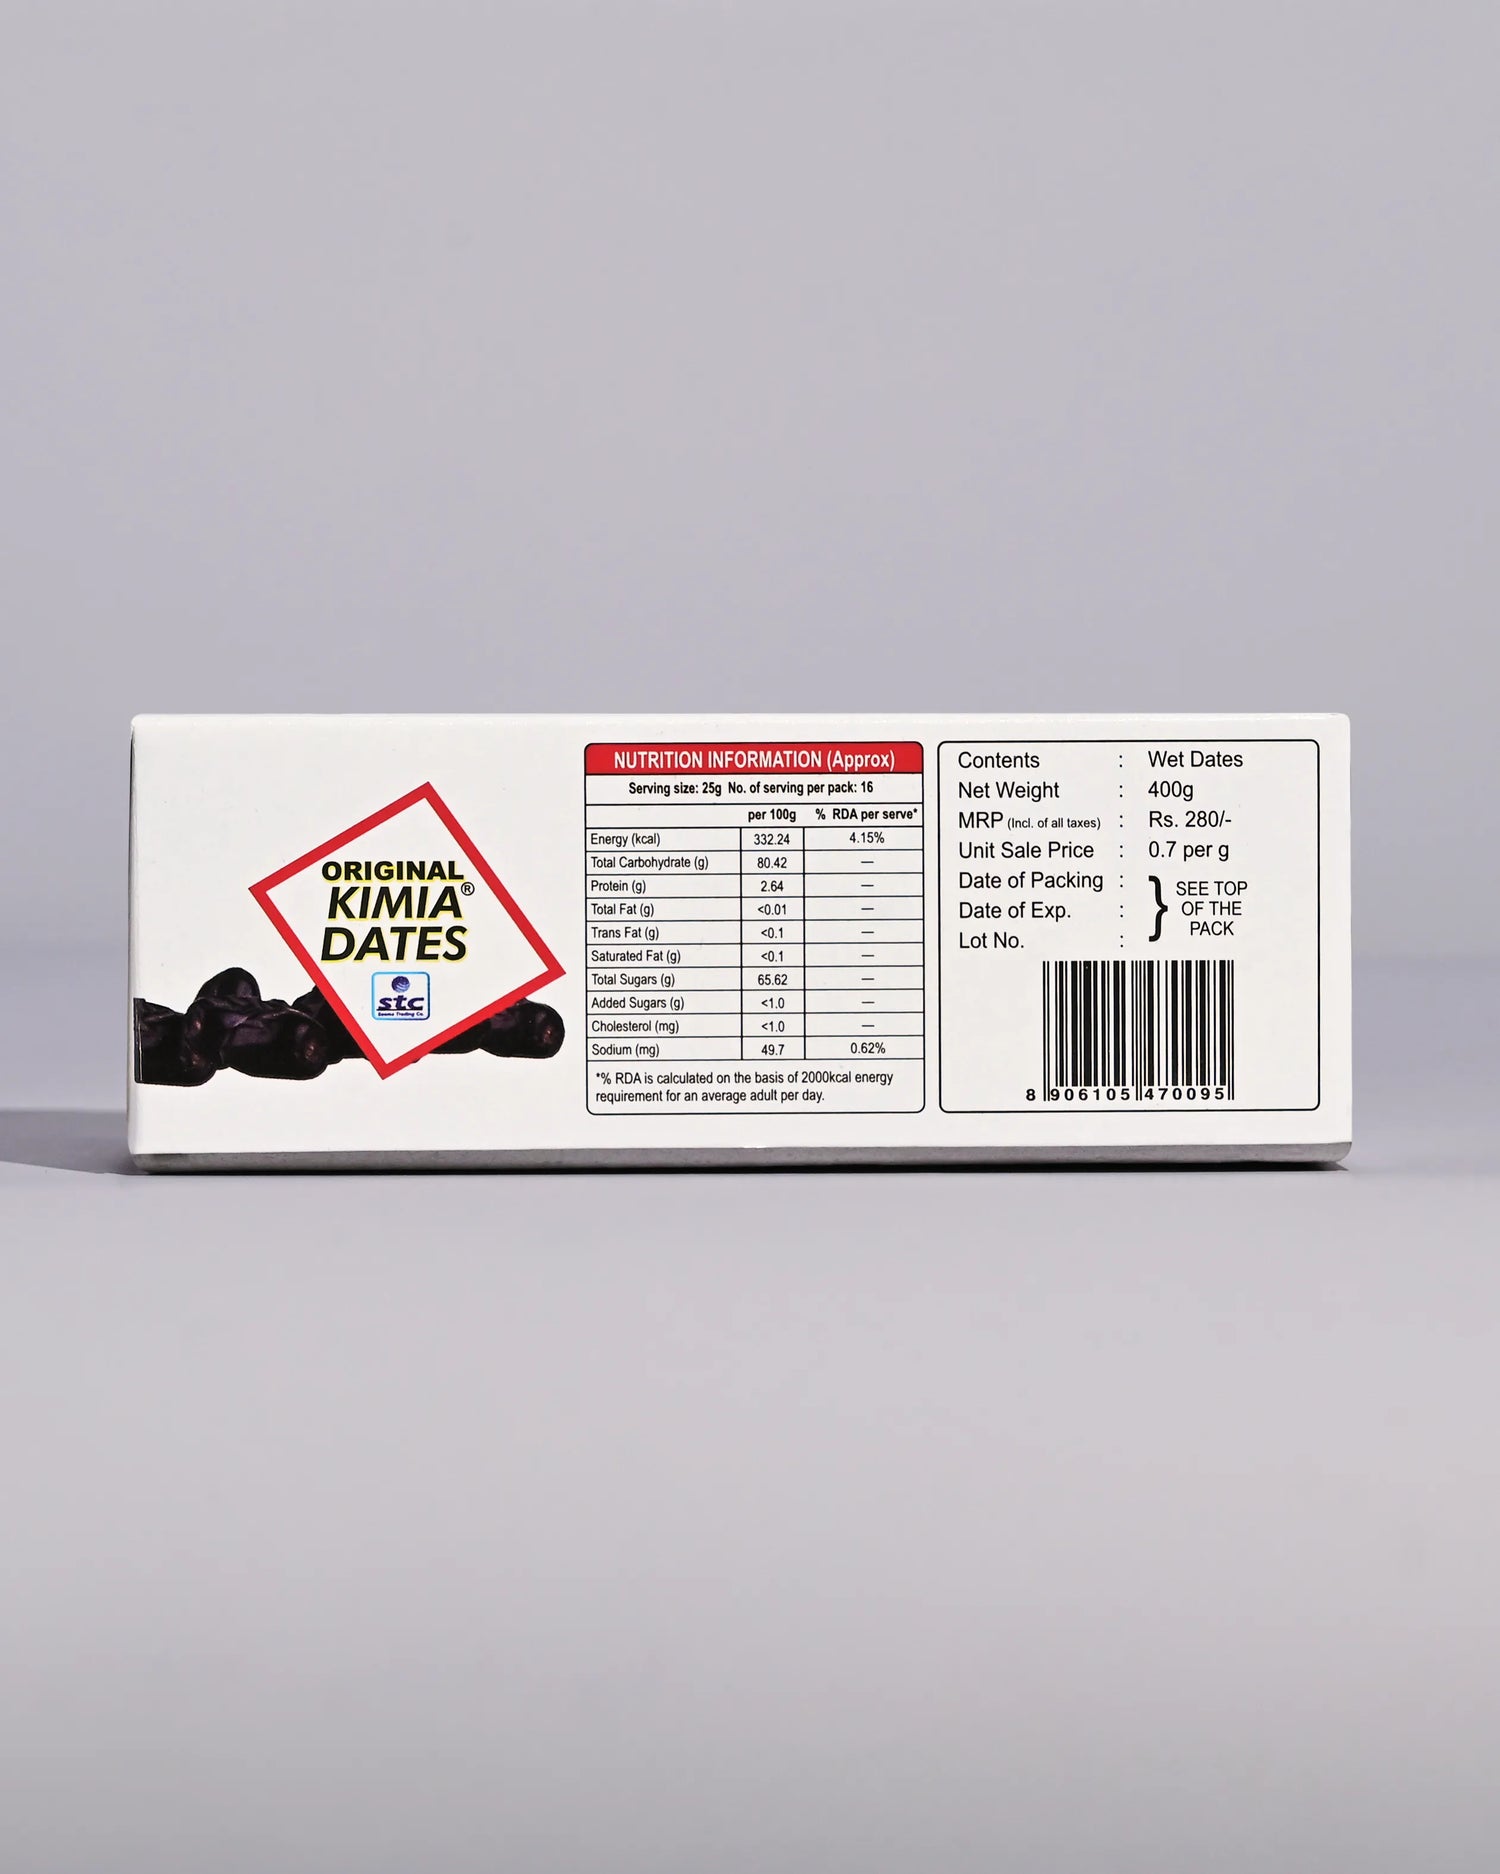 ORIGINAL
KIMIA®
DATES
stc
Seema Trading Co.
NUTRITION INFORMATION (Approx)
Serving size: 25g No. of serving per pack: 16
per 100g % RDA per serve*
Energy (kcal) 332.24 4.15%
Total Carbohydrate (g) 80.42 —
Protein (g) 2.64 —
Total Fat (g) <0.01 —
Trans Fat (g) <0.1 —
Saturated Fat (g) <0.1 —
Total Sugars (g) 65.62 —
Added Sugars (g) <1.0 —
Cholesterol (mg) <1.0 —
Sodium (mg) 49.7 0.62%
*% RDA is calculated on the basis of 2000kcal energy
requirement for an average adult per day.
Contents : Wet Dates
Net Weight : 400g
MRP (Incl. of all taxes) : Rs. 280/-
Unit Sale Price : 0.7 per g
Date of Packing :
Date of Exp. :
Lot No. :
} SEE TOP
OF THE
PACK
8 906105 470095